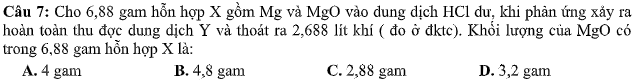 Câu 7: Cho 6,88 gam hỗn hợp X gồm Mg và MgO vào dung dịch HCl dư, khi phản ứng xảy ra
hoàn toàn thu đợc dung dịch Y và thoát ra 2,688 lít khí ( đo ở đktc). Khối lượng của MgO có
trong 6,88 gam hỗn hợp X là:
A. 4 gam B. 4,8 gam C. 2,88 gam D. 3,2 gam